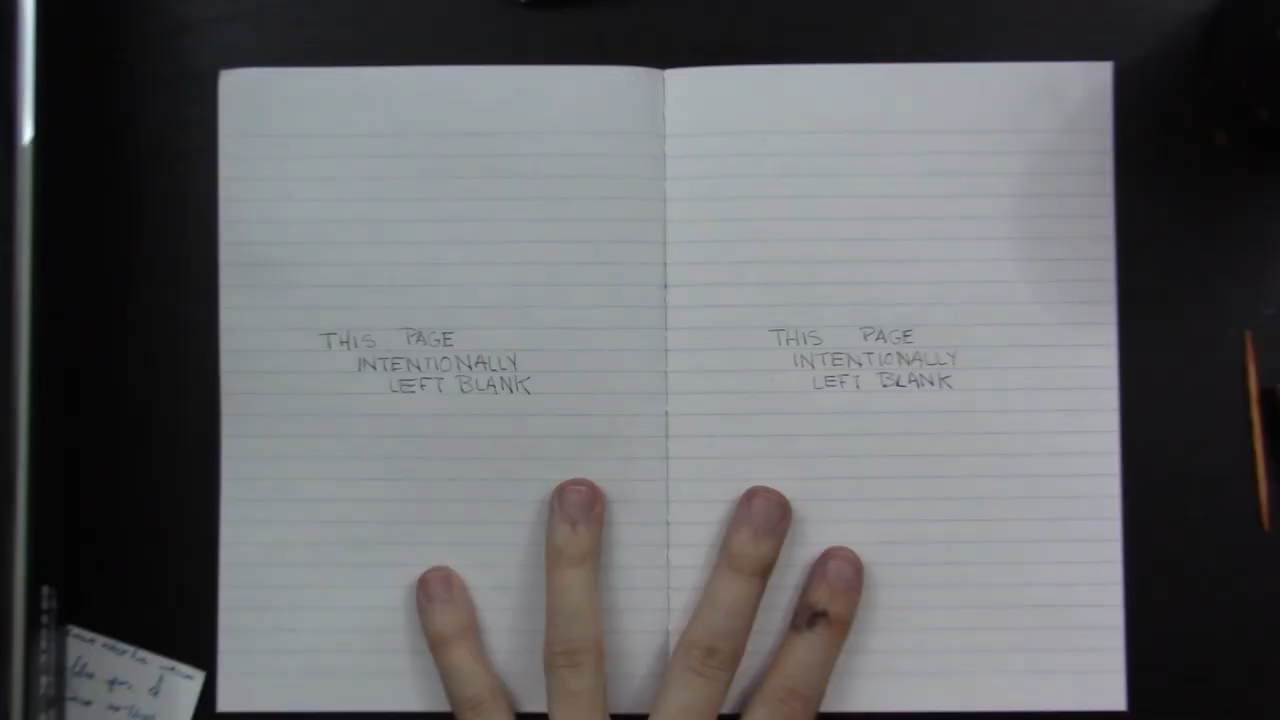 THIS PAGE
INTENTIONALLY
LEFT BLANK
THIS PAGE
INTENTIONALLY
LEFT BLANK